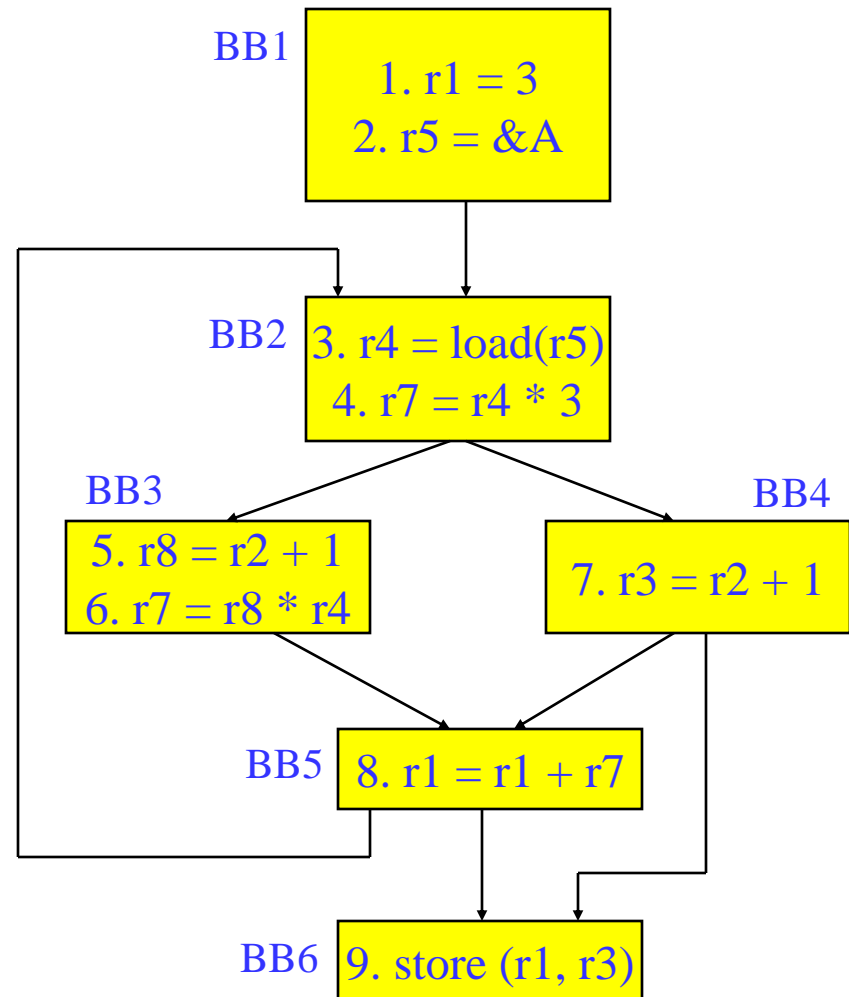 BB1
1. r1 = 3
2. r5 = &A
BB2
3. r4 = load(r5)
4. r7 = r4 * 3
BB3
5. r8 = r2 + 1
6. r7 = r8 * r4
BB4
7. r3 = r2 + 1
BB5
8. r1 = r1 + r7
BB6
9. store (r1, r3)